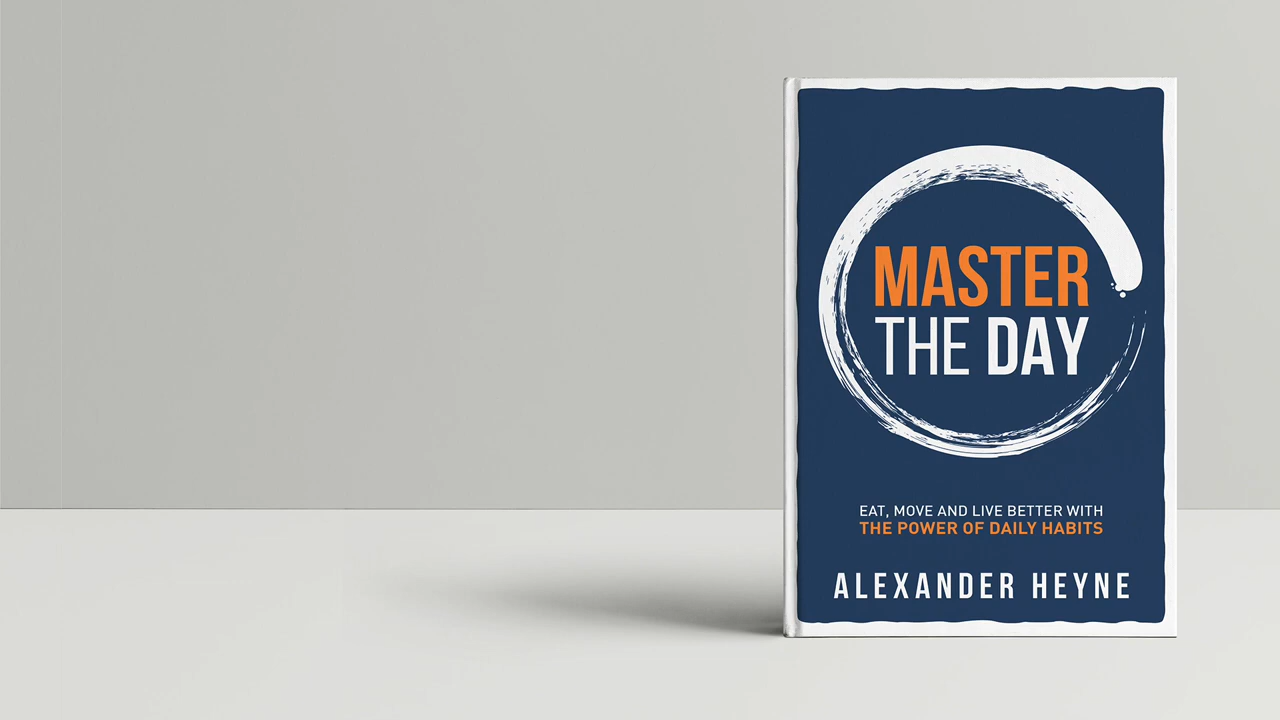 MASTER
THE DAY
EAT, MOVE AND LIVE BETTER WITH
THE POWER OF DAILY HABITS
ALEXANDER HEYNE